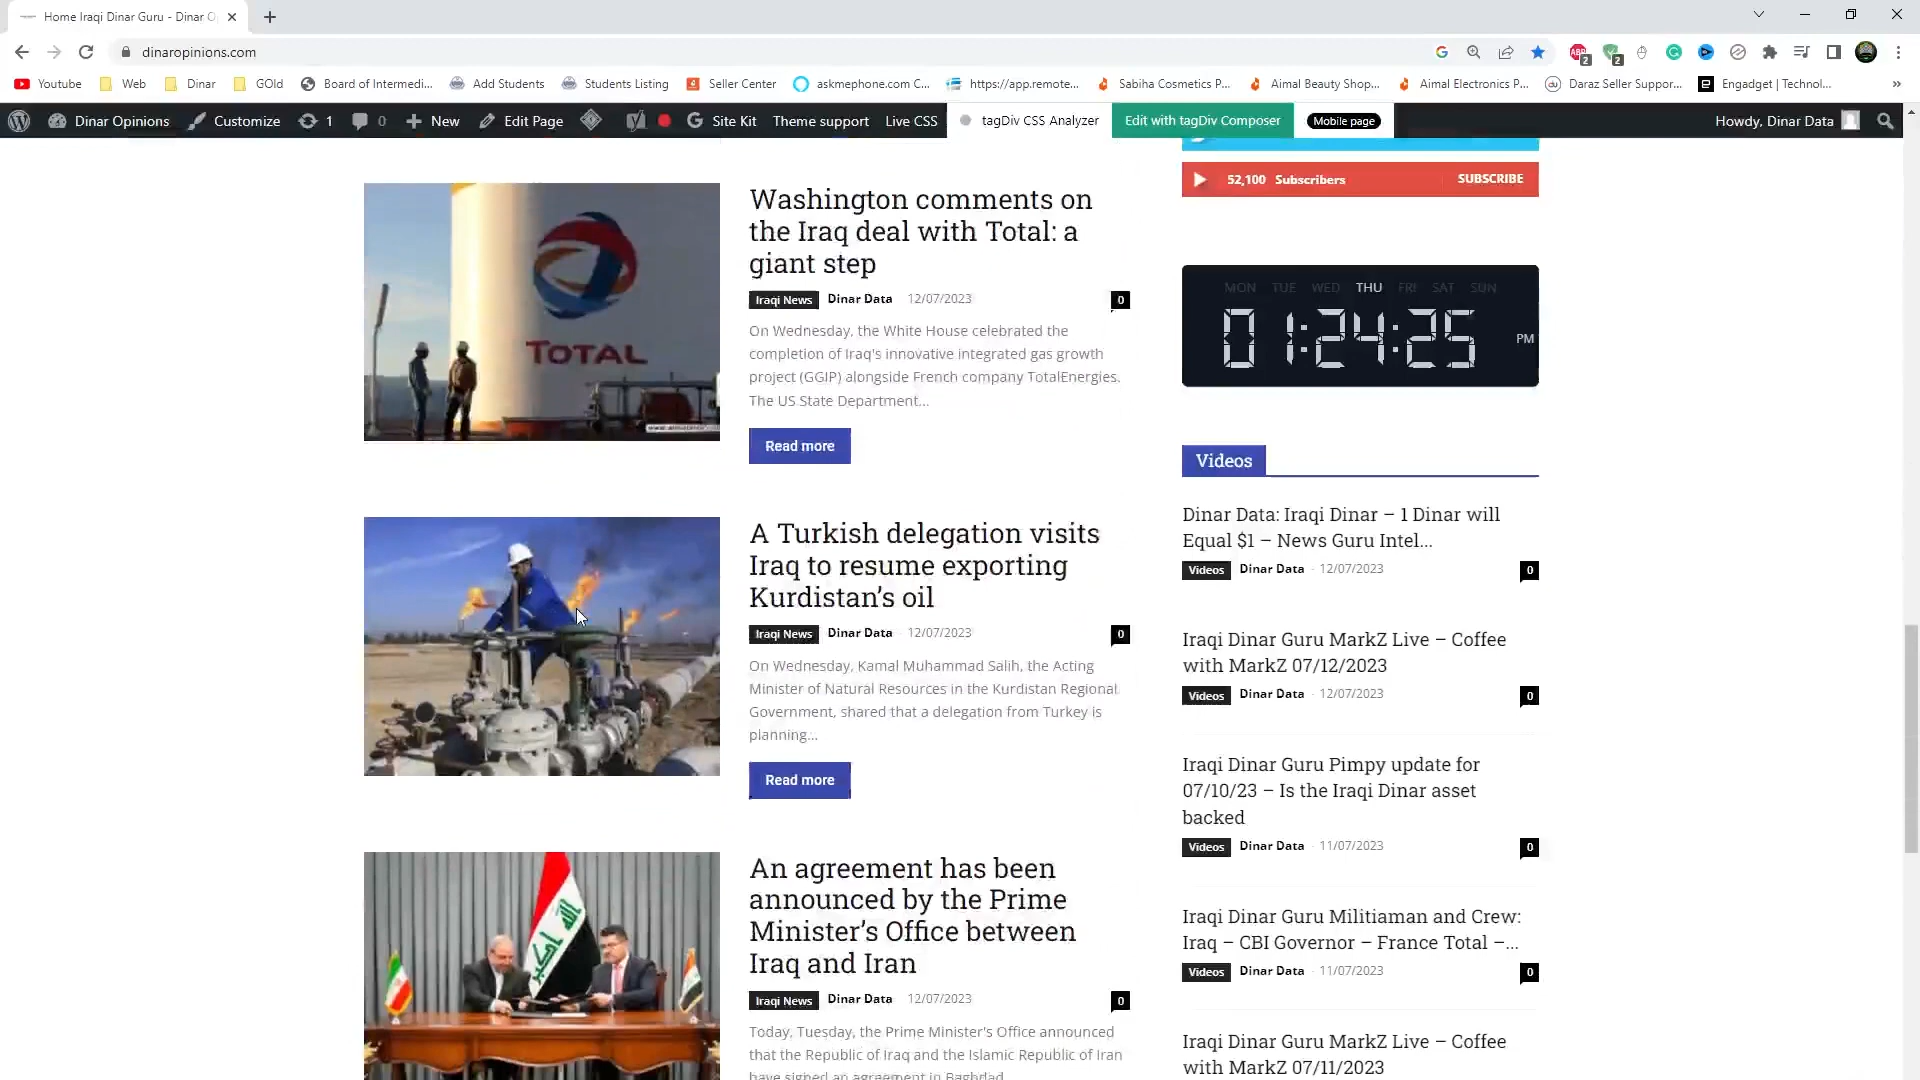 Home Iraqi Dinar Guru - Dinar O
dinaropinions.com
Youtube
Web
Dinar
GOld
Board of Intermedi...
Add Students
Students Listing
Seller Center
askmephone.com C...
https://app.remote...
Sabiha Cosmetics P...
Aimal Beauty Shop...
Aimal Electronics P...
Daraz Seller Suppor...
Engadget | Technol...
Dinar Opinions
Customize
1
0
New
Edit Page
Site Kit
Theme support
Live CSS
tagDiv CSS Analyzer
Edit with tagDiv Composer
Mobile page
Howdy, Dinar Data
TOTAL
Washington comments on
the Iraq deal with Total: a
giant step
Iraqi News Dinar Data 12/07/2023 0
On Wednesday, the White House celebrated the
completion of Iraq's innovative integrated gas growth
project (GGIP) alongside French company TotalEnergies.
The US State Department...
Read more
A Turkish delegation visits
Iraq to resume exporting
Kurdistan’s oil
Iraqi News Dinar Data - 12/07/2023 0
On Wednesday, Kamal Muhammad Salih, the Acting
Minister of Natural Resources in the Kurdistan Regional
Government, shared that a delegation from Turkey is
planning...
Read more
An agreement has been
announced by the Prime
Minister’s Office between
Iraq and Iran
Iraqi News Dinar Data - 12/07/2023 0
Today, Tuesday, the Prime Minister's Office announced
that the Republic of Iraq and the Islamic Republic of Iran
have signed an agreement in Baghdad
52,100 Subscribers SUBSCRIBE
MON TUE WED THU FRI SAT SUN
01:24:25 PM
Videos
Dinar Data: Iraqi Dinar – 1 Dinar will
Equal $1 – News Guru Intel...
Videos Dinar Data - 12/07/2023 0
Iraqi Dinar Guru MarkZ Live – Coffee
with MarkZ 07/12/2023
Videos Dinar Data - 12/07/2023 0
Iraqi Dinar Guru Pimpy update for
07/10/23 – Is the Iraqi Dinar asset
backed
Videos Dinar Data - 11/07/2023 0
Iraqi Dinar Guru Militiaman and Crew:
Iraq – CBI Governor – France Total –...
Videos Dinar Data - 11/07/2023 0
Iraqi Dinar Guru MarkZ Live – Coffee
with MarkZ 07/11/2023